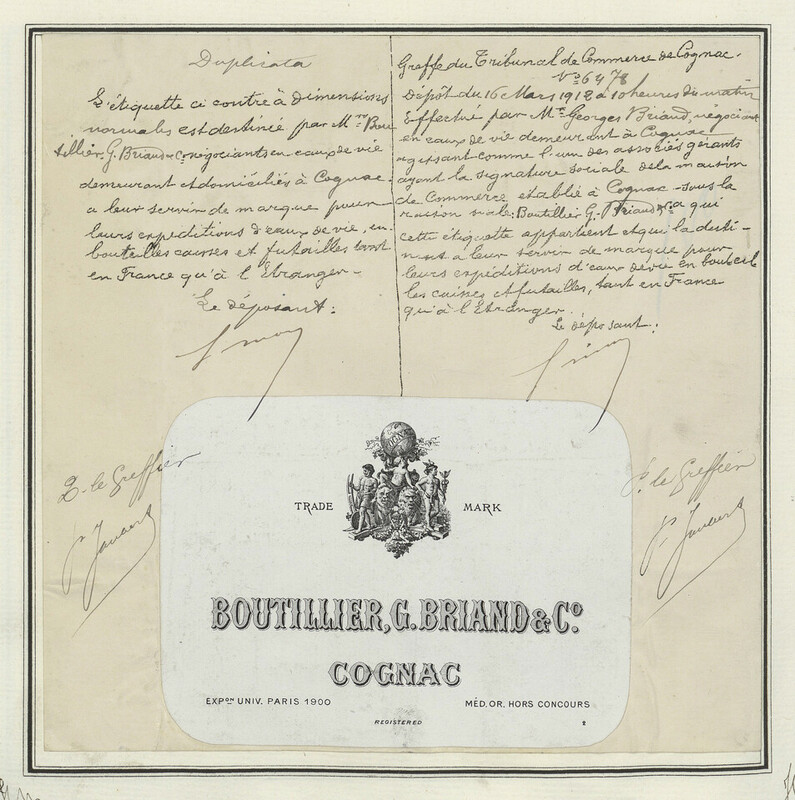 Duplicata
L'étiquette ci contre à dimensions
normales est destinée par Mrs Bou
tillier, G. Briand négociants en eaux de vie
demeurant et domiciliés à Cognac
a leur servir de marque pour
leurs expéditions d'eaux de vie, en
bouteilles caisses et futailles tant
en France qu'à l'Etranger -
Le déposant:
Greffe du Tribunal de Commerce de Cognac -
No 6478
Dépôt du 16 Mars 1918 à 10 heures du matin
Effectué par Mr Georges Briand, négociant
en eaux de vie demeurant à Cognac
agissant comme l'un des associés gérants
ayant la signature sociale de la maison
de Commerce établie à Cognac sous la
raison sociale: Boutillier G. Briand & Cie a qui
cette étiquette appartient et qui la desti -
nent a leur servir de marque pour
leurs expéditions d'eaux de vie en bouteil
les caisses et futailles, tant en France
qu'à l'Etranger.
Le déposant:
le Greffier
P. le Greffier
TRADE MARK
BOUTILLIER, G. BRIAND & Co.
COGNAC
EXPON UNIV. PARIS 1900 MÉD. OR. HORS CONCOURS
REGISTERED